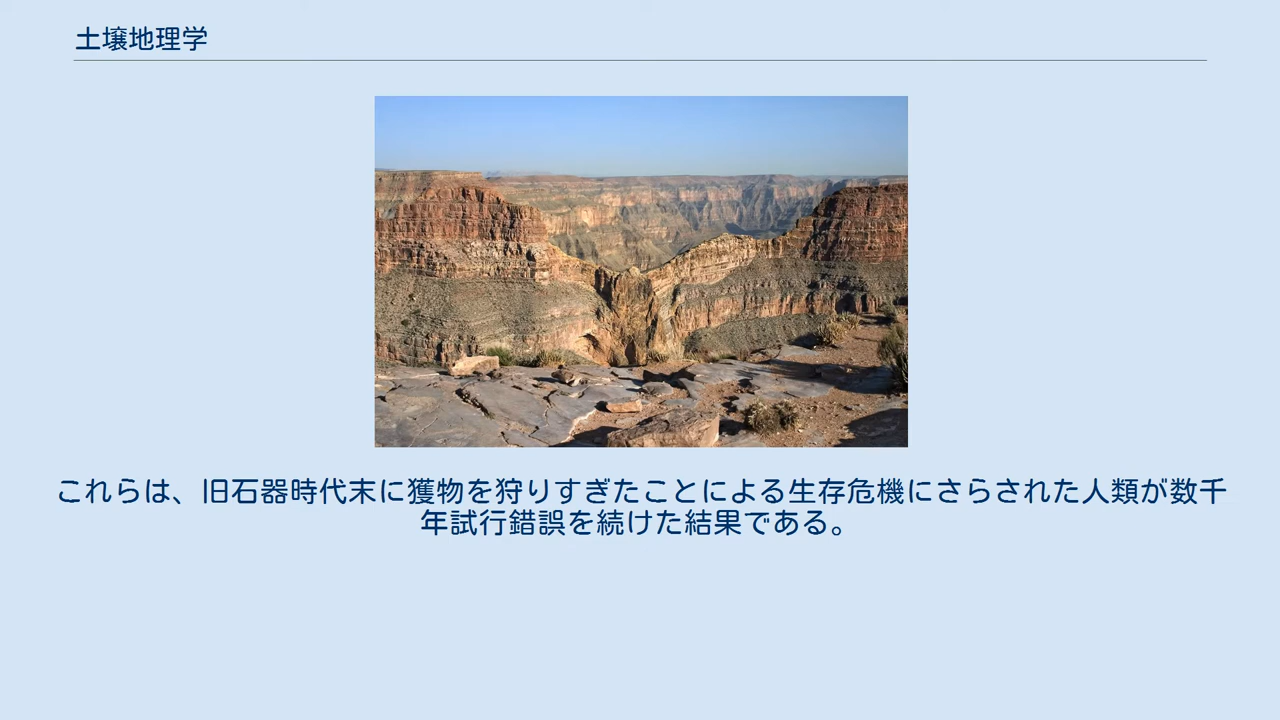 土壌地理学
これらは、旧石器時代末に獲物を狩りすぎたことによる生存危機にさらされた人類が数千
年試行錯誤を続けた結果である。